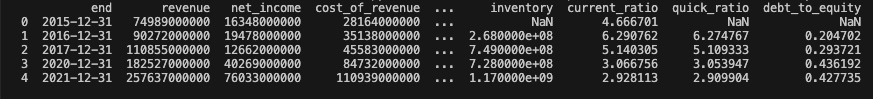 end revenue net_income cost_of_revenue ... inventory current_ratio quick_ratio debt_to_equity
0 2015-12-31 74989000000 16348000000 28164000000 ... NaN 4.666701 NaN NaN
1 2016-12-31 90272000000 19478000000 35138000000 ... 2.680000e+08 6.290762 6.274767 0.204702
2 2017-12-31 110855000000 12662000000 45583000000 ... 7.490000e+08 5.140305 5.109333 0.293721
3 2020-12-31 182527000000 40269000000 84732000000 ... 7.280000e+08 3.066756 3.053947 0.436192
4 2021-12-31 257637000000 76033000000 110939000000 ... 1.170000e+09 2.928113 2.909904 0.427735